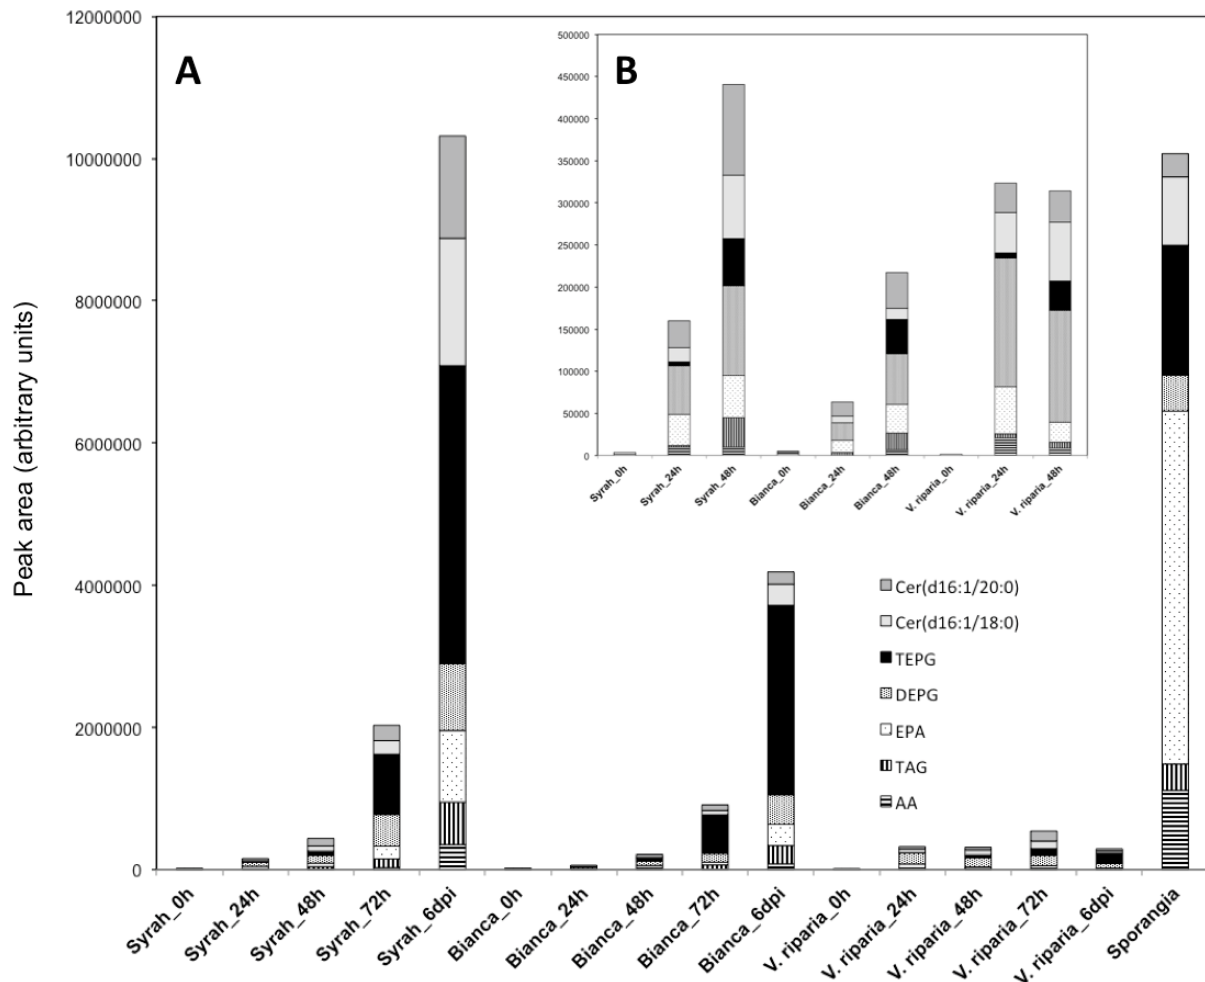 A
B
Peak area (arbitrary units)
12000000
10000000
8000000
6000000
4000000
2000000
0
500000
450000
400000
350000
300000
250000
200000
150000
100000
50000
0
Syrah_0h
Syrah_24h
Syrah_48h
Bianca_0h
Bianca_24h
Bianca_48h
V. riparia_0h
V. riparia_24h
V. riparia_48h
Cer(d16:1/20:0)
Cer(d16:1/18:0)
TEPG
DEPG
EPA
TAG
AA
Syrah_0h
Syrah_24h
Syrah_48h
Syrah_72h
Syrah_6dpi
Bianca_0h
Bianca_24h
Bianca_48h
Bianca_72h
Bianca_6dpi
V. riparia_0h
V. riparia_24h
V. riparia_48h
V. riparia_72h
V. riparia_6dpi
Sporangia